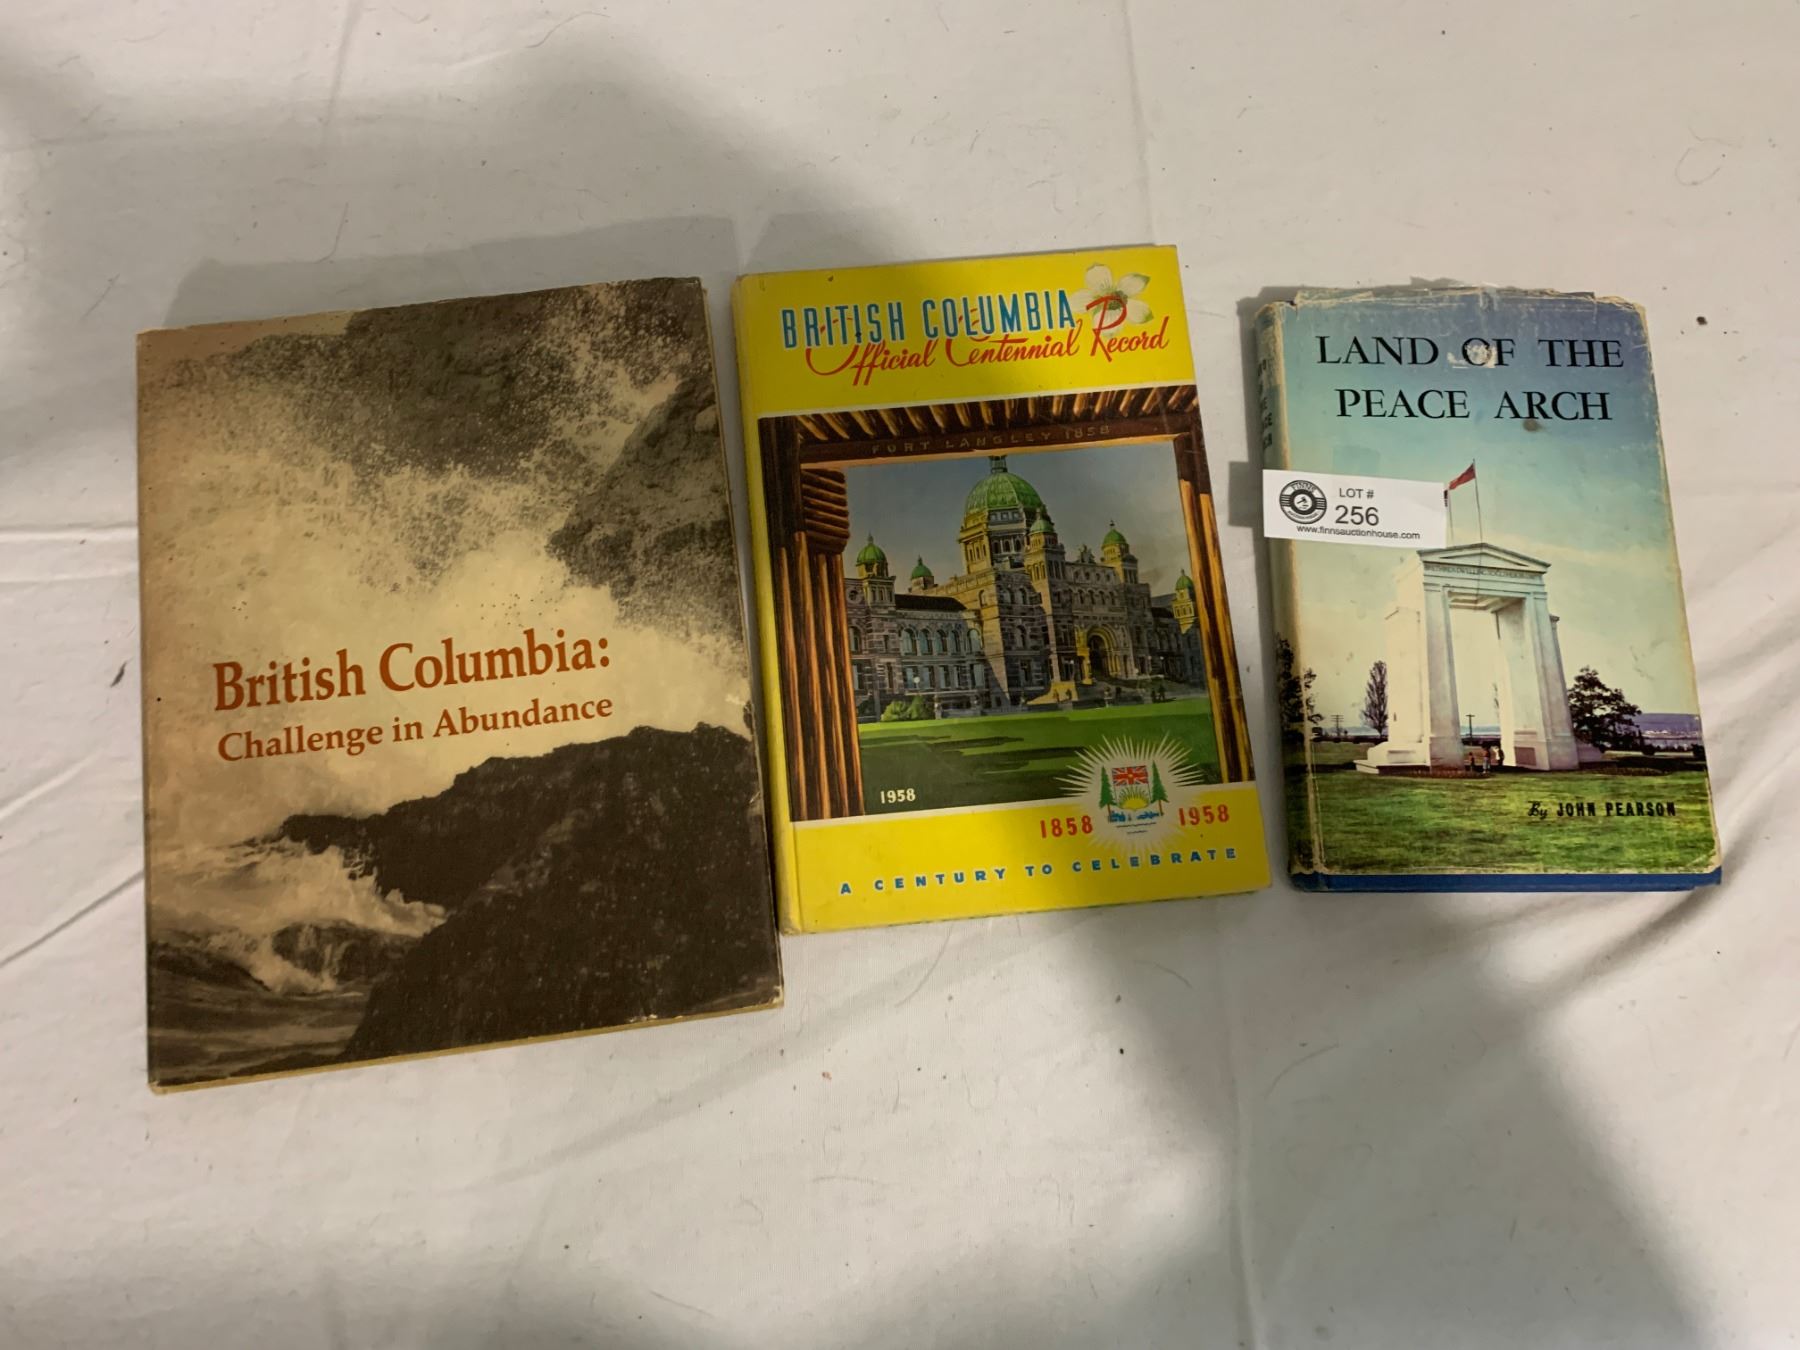 British Columbia:
Challenge in Abundance
BRITISH COLUMBIA
Official Centennial Record
FORT LANGLEY 1858
1958
1858 1958
A CENTURY TO CELEBRATE
LAND OF THE
PEACE ARCH
FINNS
LOT #
256
www.finnsauctionhouse.com
By JOHN PEARSON